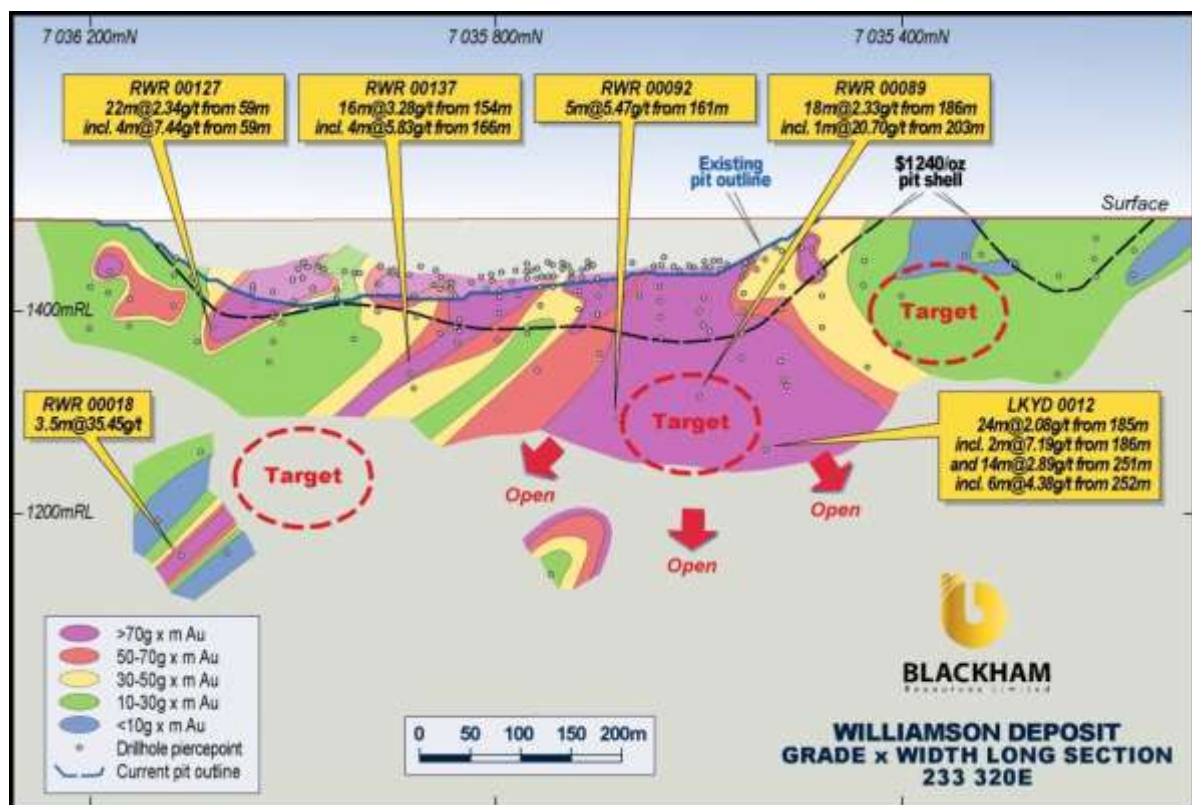 7 036 200mN
7 035 800mN
7 035 400mN
RWR 00127
22m@2.34g/t from 59m
incl. 4m@7.44g/t from 59m
RWR 00137
16m@3.28g/t from 154m
incl. 4m@5.83g/t from 166m
RWR 00092
5m@5.47g/t from 161m
RWR 00089
18m@2.33g/t from 186m
incl. 1m@20.70g/t from 203m
Existing
pit outline
$1240/oz
pit shell
Surface
1400mRL
Target
RWR 00018
3.5m@35.45g/t
Target
Target
LKYD 0012
24m@2.08g/t from 185m
incl. 2m@7.19g/t from 186m
and 14m@2.89g/t from 251m
incl. 6m@4.38g/t from 252m
1200mRL
Open
Open
Open
>70g x m Au
50-70g x m Au
30-50g x m Au
10-30g x m Au
<10g x m Au
Drillhole piercepoint
Current pit outline
0 50 100 150 200m
BLACKHAM
Resources Limited
WILLIAMSON DEPOSIT
GRADE x WIDTH LONG SECTION
233 320E